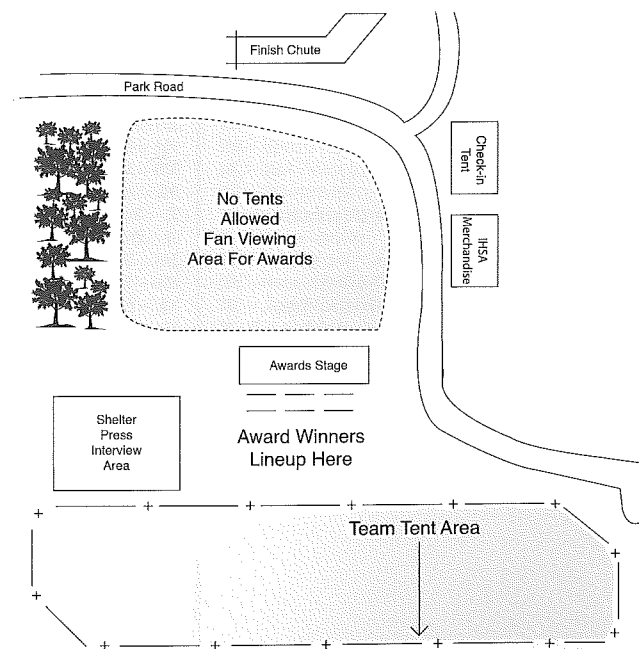 Finish Chute
Park Road
Check-in
Tent
No Tents
Allowed
Fan Viewing
Area For Awards
IHSA
Merchandise
Awards Stage
Shelter
Press
Interview
Area
Award Winners
Lineup Here
Team Tent Area